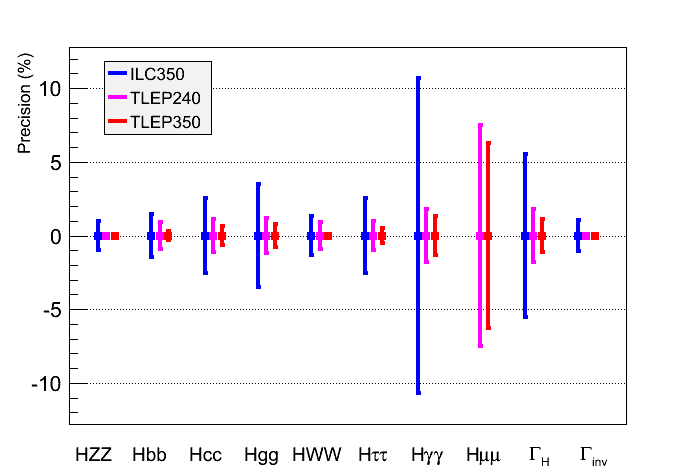 Precision (%)
ILC350
TLEP240
TLEP350
10
5
0
-5
-10
HZZ Hbb Hcc Hgg HWW Hττ Hγγ Hμμ Γ_H Γ_inv